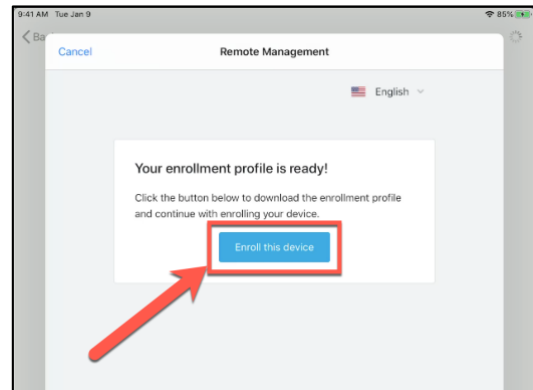 9:41 AM Tue Jan 9 85%
Ba
Cancel Remote Management
English
Your enrollment profile is ready!
Click the button below to download the enrollment profile
and continue with enrolling your device.
Enroll this device